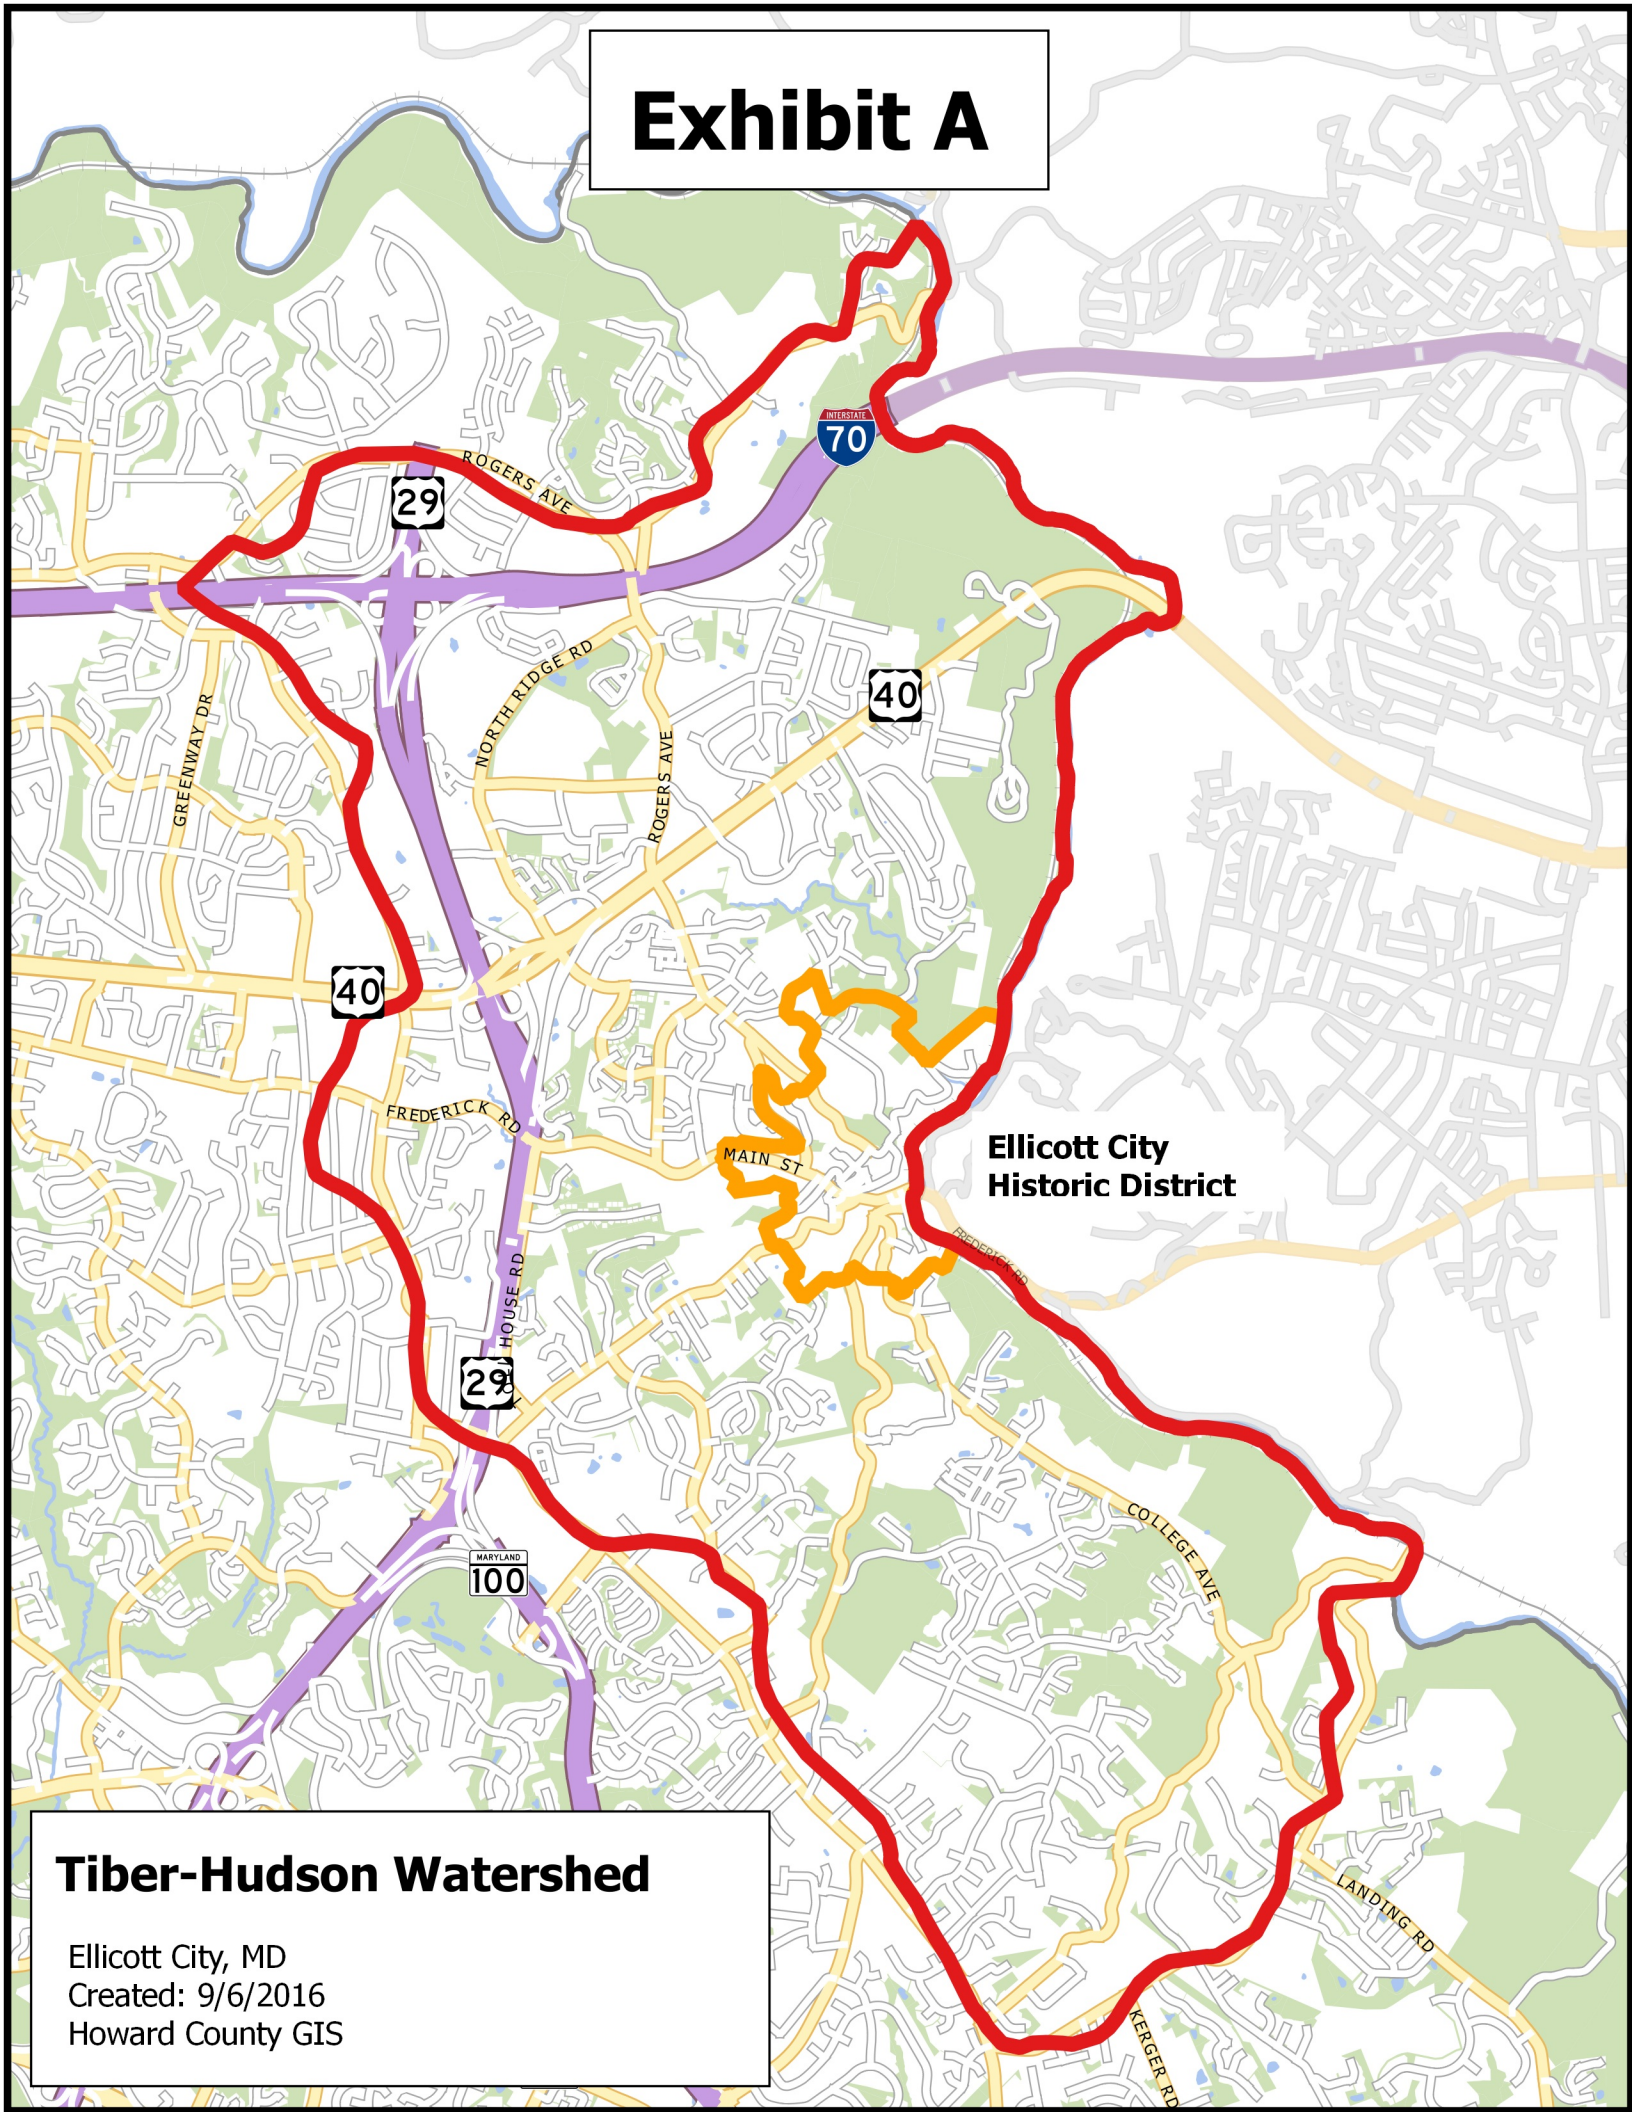 Exhibit A
INTERSTATE
70
ROGERS AVE
29
NORTH RIDGE RD
40
GREENWAY DR
ROGERS AVE
40
FREDERICK RD
MAIN ST
Ellicott City
Historic District
FREDERICK RD
HOUSE RD
29
MARYLAND
100
COLLEGE AVE
Tiber-Hudson Watershed
Ellicott City, MD
Created: 9/6/2016
Howard County GIS
LANDING RD
KERGER RD